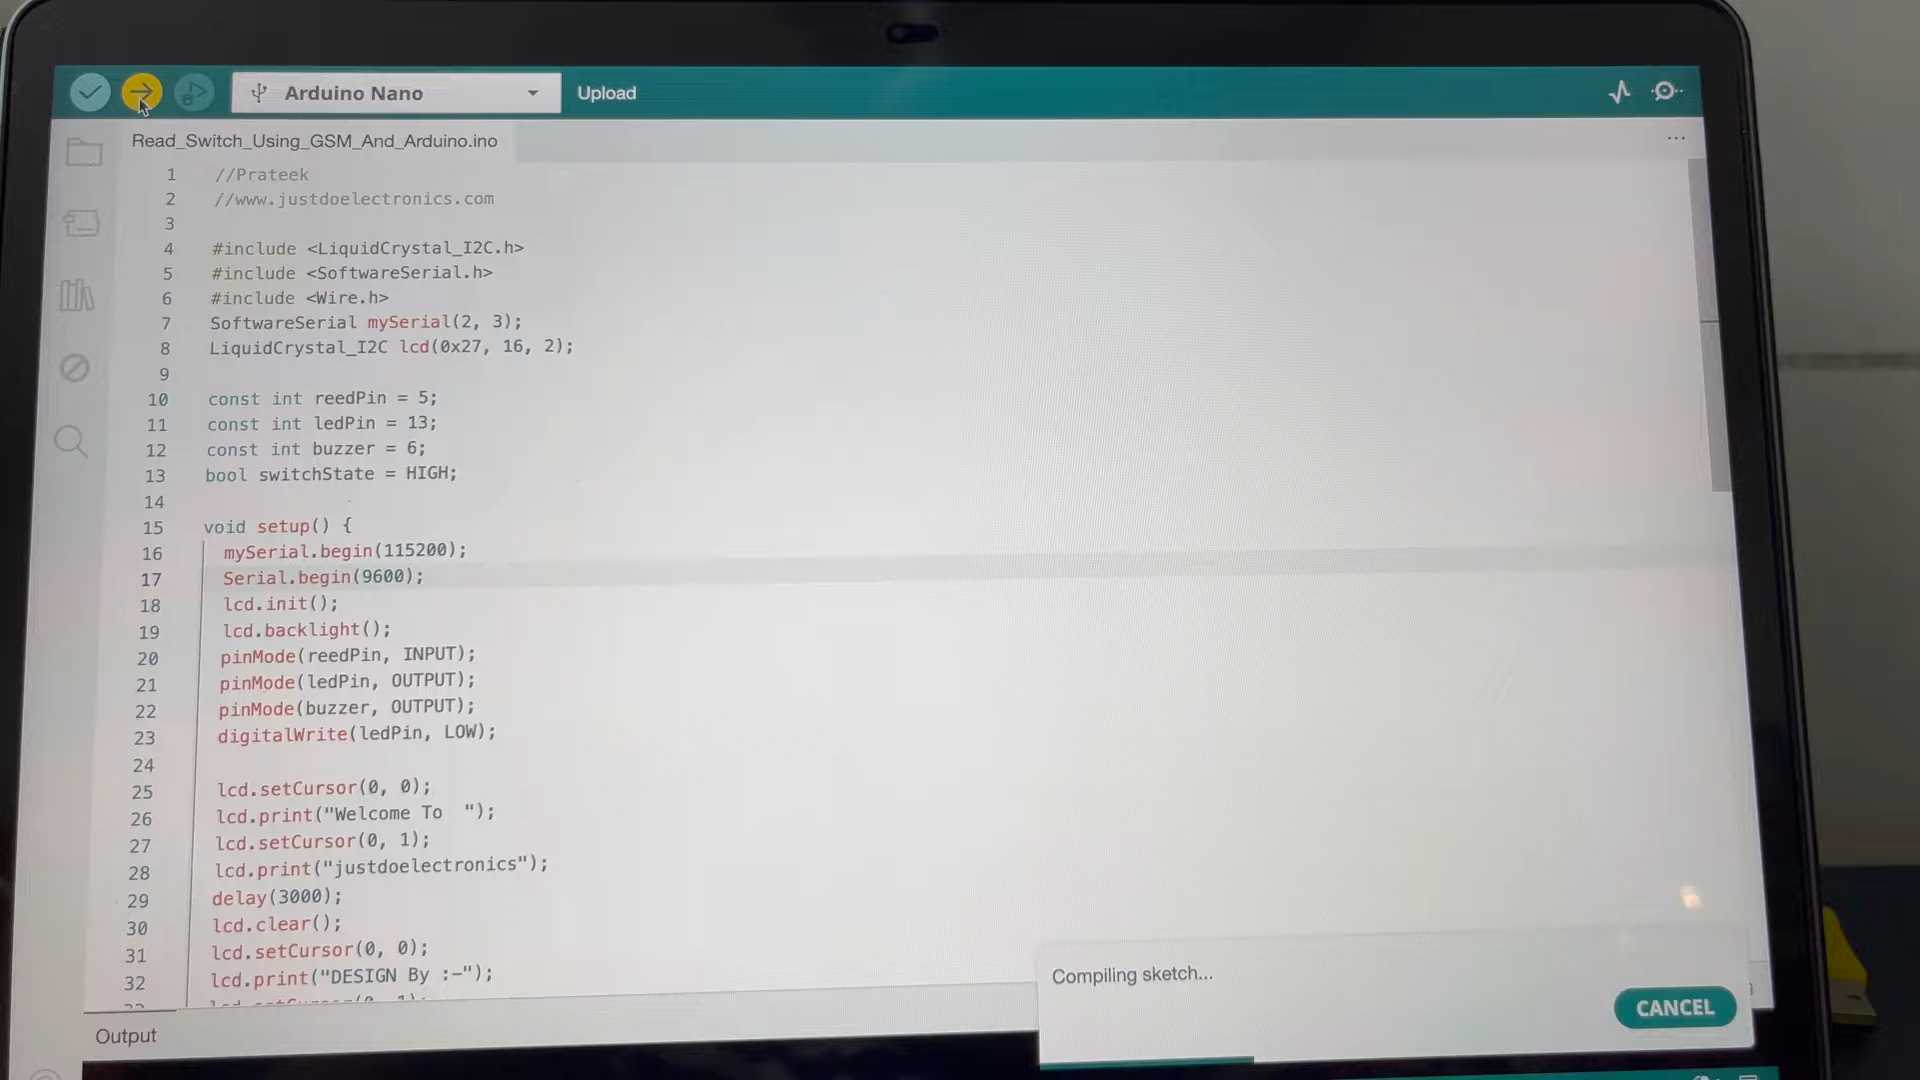 Arduino Nano
Upload
Read_Switch_Using_GSM_And_Arduino.ino
1 //Prateek
2 //www.justdoelectronics.com
3
4 #include <LiquidCrystal_I2C.h>
5 #include <SoftwareSerial.h>
6 #include <Wire.h>
7 SoftwareSerial mySerial(2, 3);
8 LiquidCrystal_I2C lcd(0x27, 16, 2);
9
10 const int reedPin = 5;
11 const int ledPin = 13;
12 const int buzzer = 6;
13 bool switchState = HIGH;
14
15 void setup() {
16 mySerial.begin(115200);
17 Serial.begin(9600);
18 lcd.init();
19 lcd.backlight();
20 pinMode(reedPin, INPUT);
21 pinMode(ledPin, OUTPUT);
22 pinMode(buzzer, OUTPUT);
23 digitalWrite(ledPin, LOW);
24
25 lcd.setCursor(0, 0);
26 lcd.print("Welcome To  ");
27 lcd.setCursor(0, 1);
28 lcd.print("justdoelectronics");
29 delay(3000);
30 lcd.clear();
31 lcd.setCursor(0, 0);
32 lcd.print("DESIGN By :-");
Compiling sketch...
CANCEL
Output